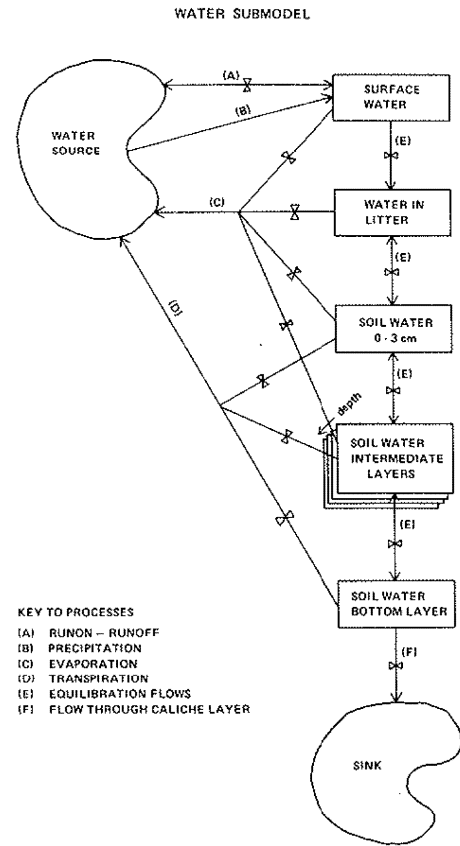 WATER SUBMODEL
(A)
SURFACE
WATER
(B)
WATER
SOURCE
(E)
(C)
WATER IN
LITTER
(E)
(D)
SOIL WATER
0 - 3 cm
(E)
depth
SOIL WATER
INTERMEDIATE
LAYERS
(E)
SOIL WATER
BOTTOM LAYER
(F)
KEY TO PROCESSES
(A) RUNON – RUNOFF
(B) PRECIPITATION
(C) EVAPORATION
(D) TRANSPIRATION
(E) EQUILIBRATION FLOWS
(F) FLOW THROUGH CALICHE LAYER
SINK